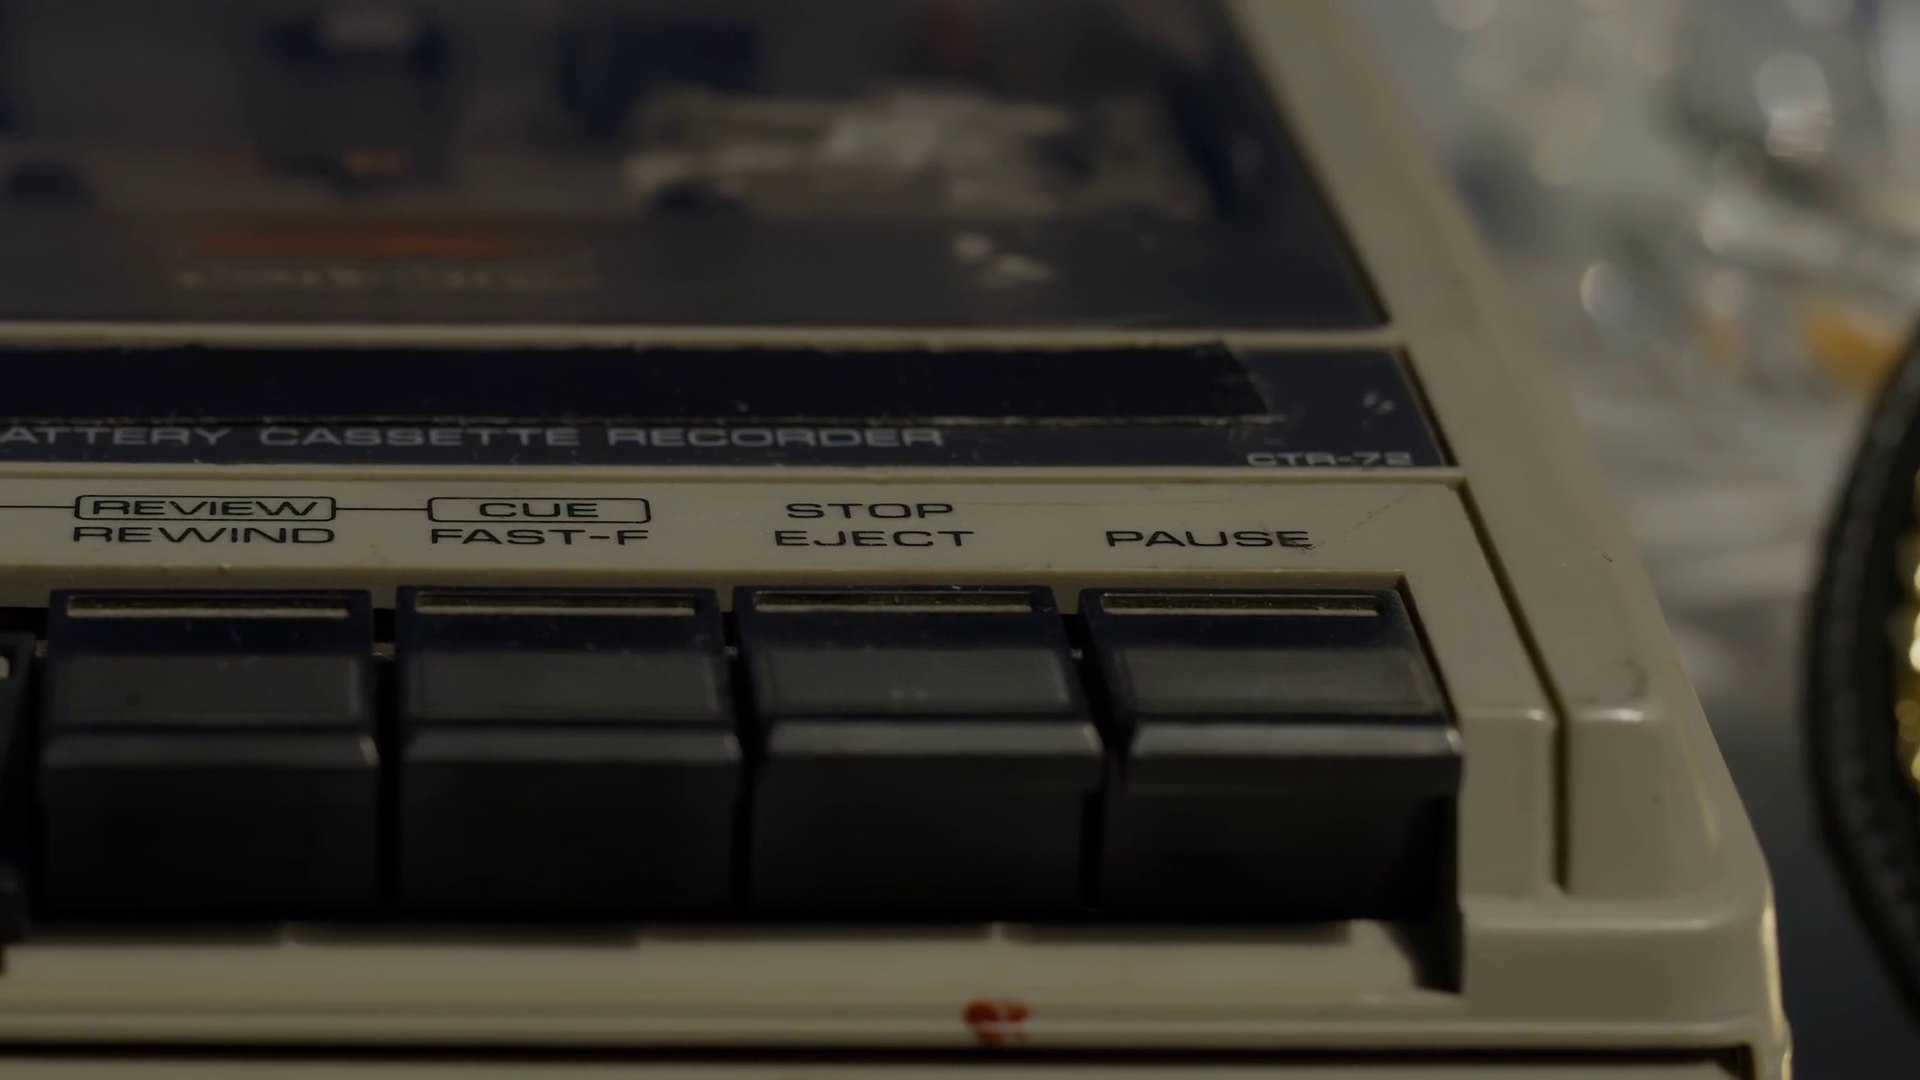 ATTERY CASSETTE RECORDER
CTR-72
REVIEW CUE STOP
REWIND FAST-F EJECT PAUSE